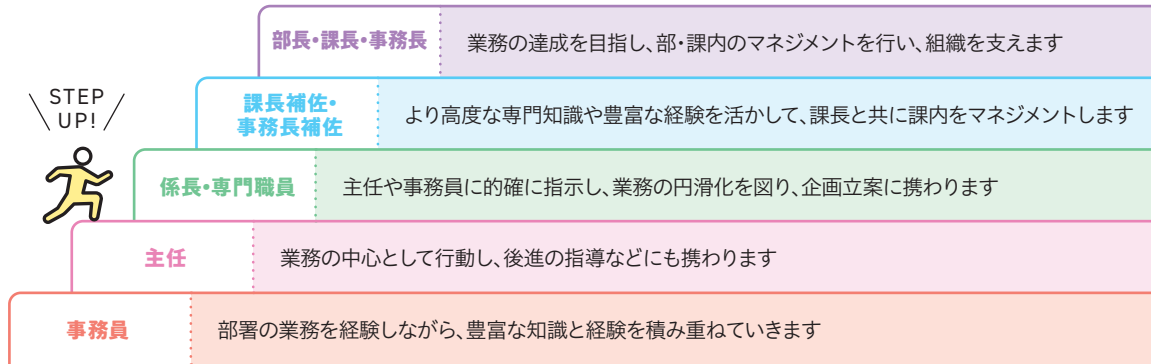 部長・課長・事務長
業務の達成を目指し、部・課内のマネジメントを行い、組織を支えます
STEP
UP!
課長補佐・
事務長補佐
より高度な専門知識や豊富な経験を活かして、課長と共に課内をマネジメントします
係長・専門職員
主任や事務員に的確に指示し、業務の円滑化を図り、企画立案に携わります
主任
業務の中心として行動し、後進の指導などにも携わります
事務員
部署の業務を経験しながら、豊富な知識と経験を積み重ねていきます